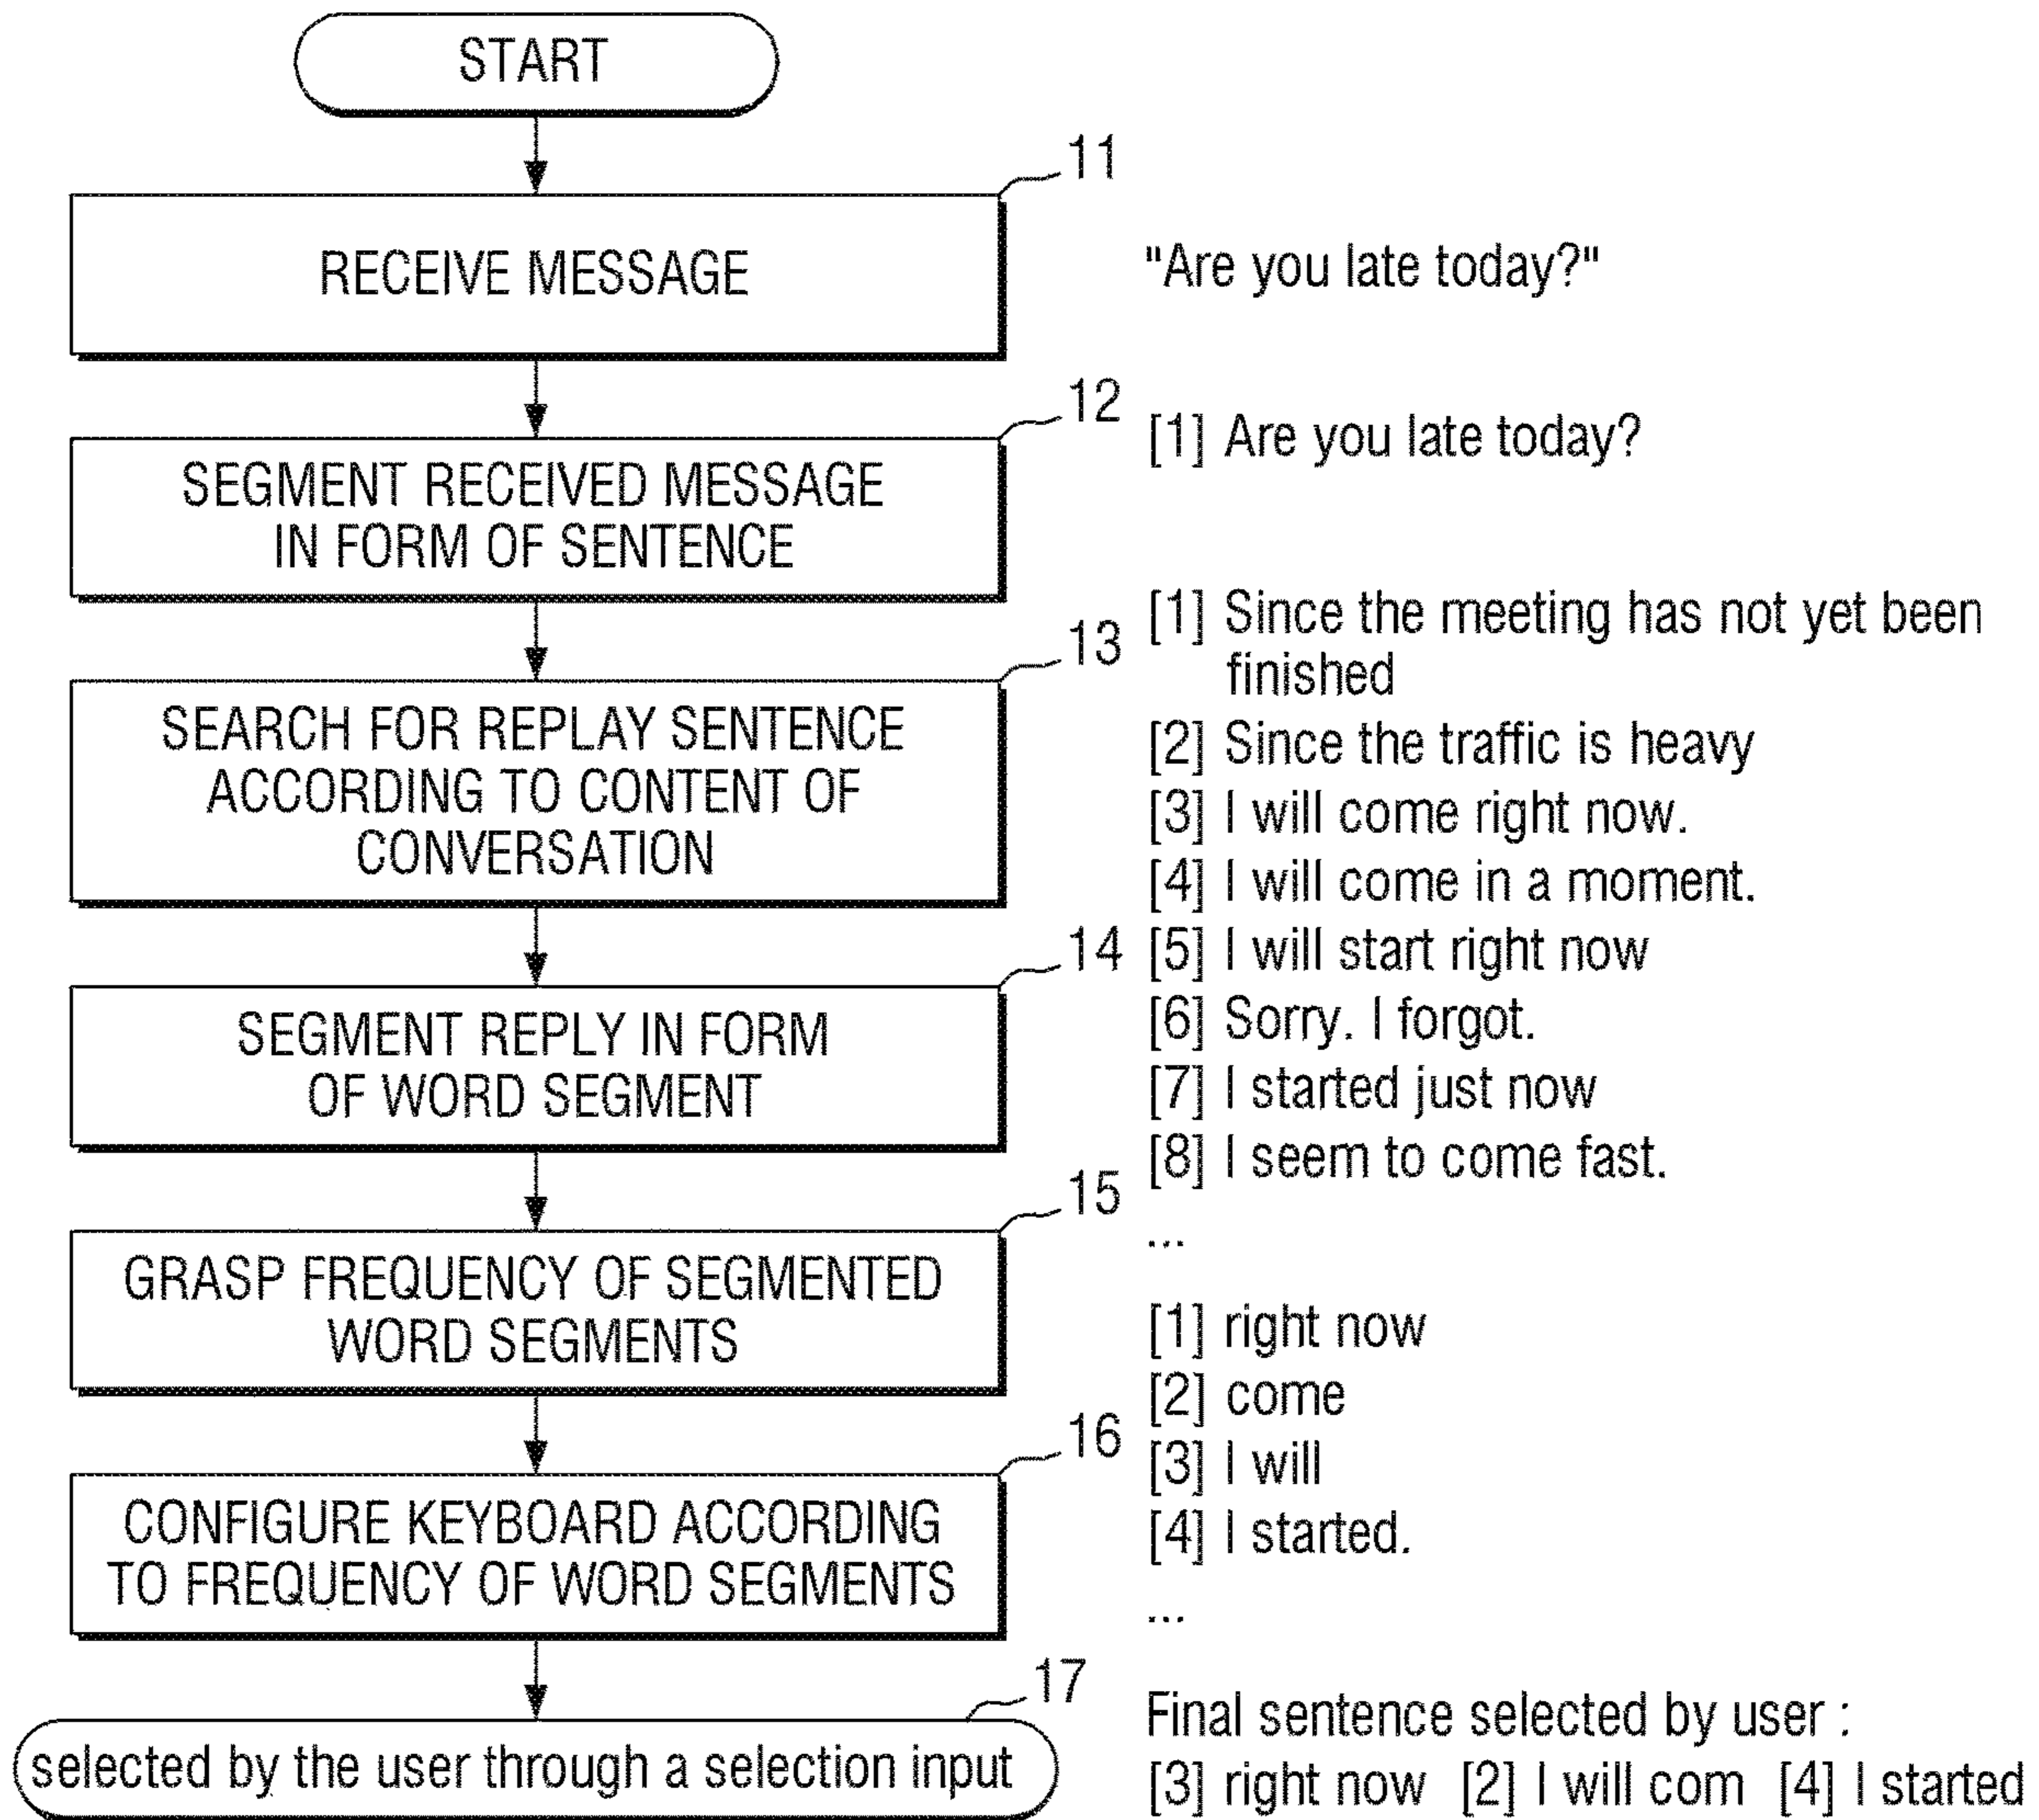 START
11
RECEIVE MESSAGE
"Are you late today?"
12
SEGMENT RECEIVED MESSAGE
IN FORM OF SENTENCE
[1] Are you late today?
13
SEARCH FOR REPLAY SENTENCE
ACCORDING TO CONTENT OF
CONVERSATION
[1] Since the meeting has not yet been
finished
[2] Since the traffic is heavy
[3] I will come right now.
[4] I will come in a moment.
[5] I will start right now
[6] Sorry. I forgot.
[7] I started just now
[8] I seem to come fast.
...
14
SEGMENT REPLY IN FORM
OF WORD SEGMENT
15
GRASP FREQUENCY OF SEGMENTED
WORD SEGMENTS
[1] right now
[2] come
[3] I will
[4] I started.
...
16
CONFIGURE KEYBOARD ACCORDING
TO FREQUENCY OF WORD SEGMENTS
17
selected by the user through a selection input
Final sentence selected by user :
[3] right now [2] I will com [4] I started